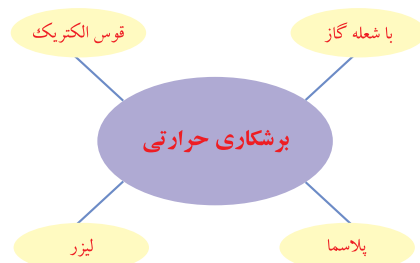 با شعله گاز
قوس الکتریک
برشکاری حرارتی
پلاسما
لیزر